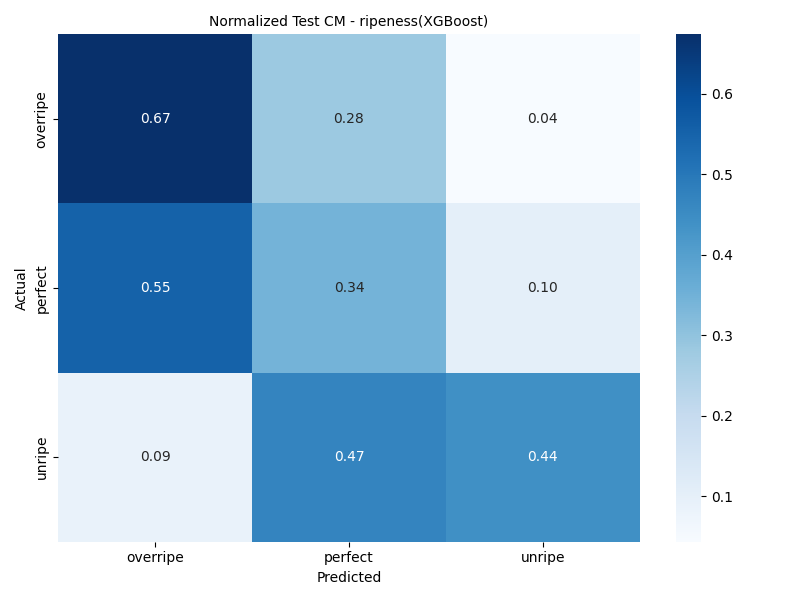 Normalized Test CM - ripeness(XGBoost)
Actual
overripe
perfect
unripe
0.67 0.28 0.04
0.55 0.34 0.10
0.09 0.47 0.44
overripe perfect unripe
Predicted
0.6
0.5
0.4
0.3
0.2
0.1